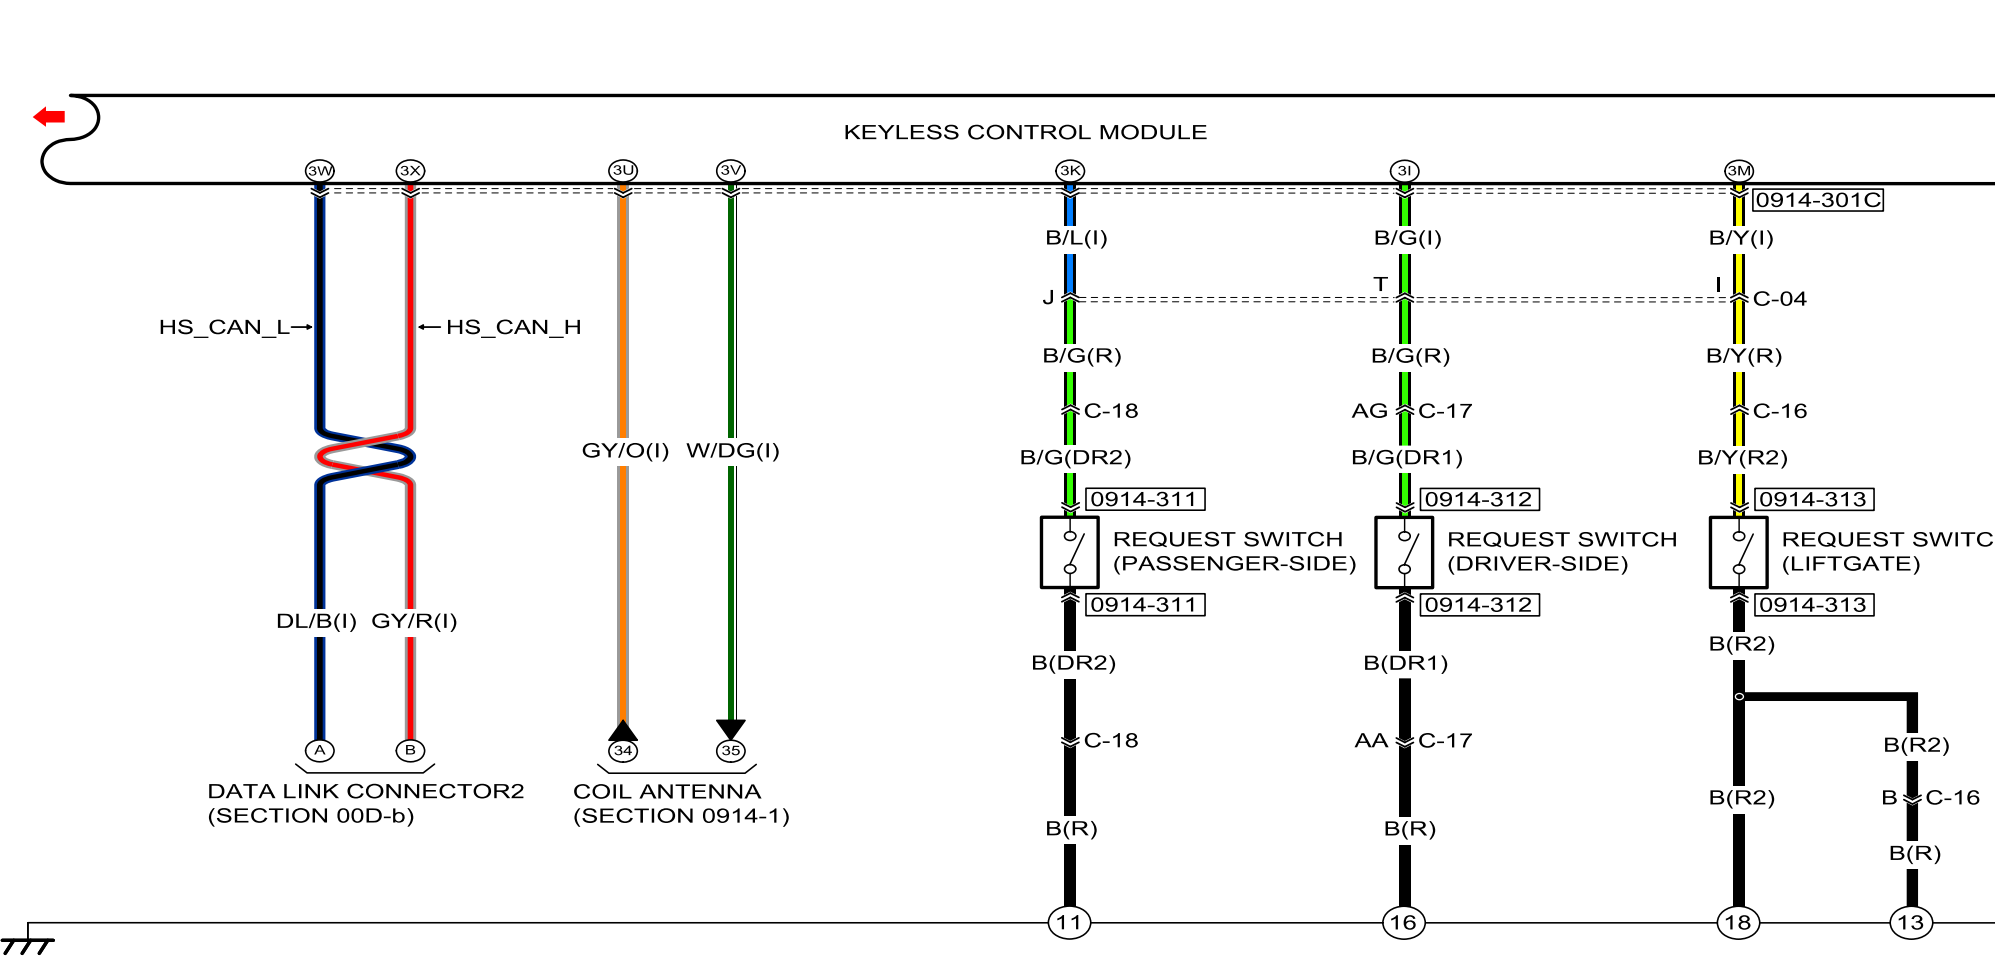 KEYLESS CONTROL MODULE
3W 3X 3U 3V 3K 3I 3M
0914-301C
B/L(I) B/G(I) B/Y(I)
J T I C-04
HS_CAN_L HS_CAN_H
B/G(R) B/G(R) B/Y(R)
C-18 AG C-17 C-16
GY/O(I) W/DG(I)
B/G(DR2) B/G(DR1) B/Y(R2)
0914-311 0914-312 0914-313
REQUEST SWITCH REQUEST SWITCH REQUEST SWITC
(PASSENGER-SIDE) (DRIVER-SIDE) (LIFTGATE)
0914-311 0914-312 0914-313
DL/B(I) GY/R(I)
B(R2)
B(DR2) B(DR1)
C-18 AA C-17 B(R2)
A B 34 35
DATA LINK CONNECTOR2 COIL ANTENNA
(SECTION 00D-b) (SECTION 0914-1)
B(R2) B C-16
B(R) B(R)
B(R)
11 16 18 13